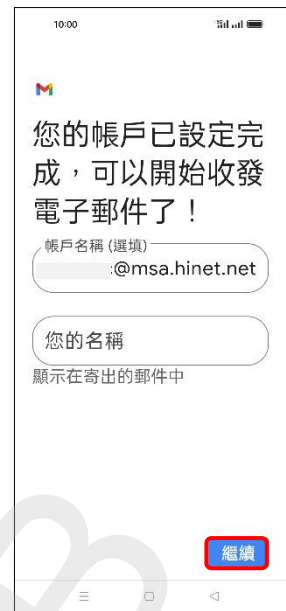 10:00
您的帳戶已設定完
成，可以開始收發
電子郵件了！
帳戶名稱 (選填)
:@msa.hinet.net
您的名稱
顯示在寄出的郵件中
繼續